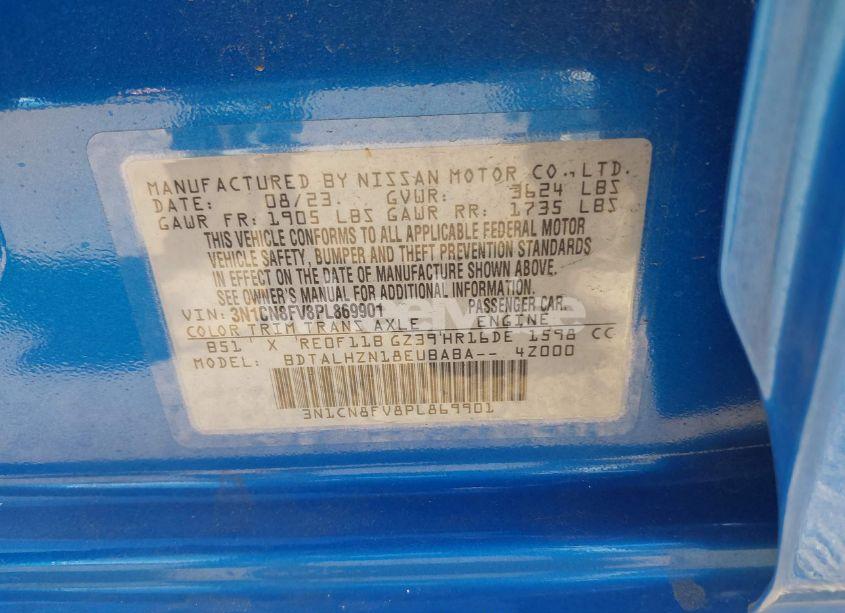 MANUFACTURED BY NISSAN MOTOR CO.,LTD.
DATE: 08/23. GVWR: 3624 LBS
GAWR FR: 1905 LBS GAWR RR: 1735 LBS
THIS VEHICLE CONFORMS TO ALL APPLICABLE FEDERAL MOTOR
VEHICLE SAFETY, BUMPER AND THEFT PREVENTION STANDARDS
IN EFFECT ON THE DATE OF MANUFACTURE SHOWN ABOVE.
SEE OWNER'S MANUAL FOR ADDITIONAL INFORMATION.
VIN: 3N1CN8FV8PL869901 PASSENGER CAR
COLOR TRIM TRANS AXLE ENGINE
B51 X RE0F11B GZ39 HR16DE 1598 CC
MODEL: BDTALHZN18EUBABA-- 4Z000
3N1CN8FV8PL869901